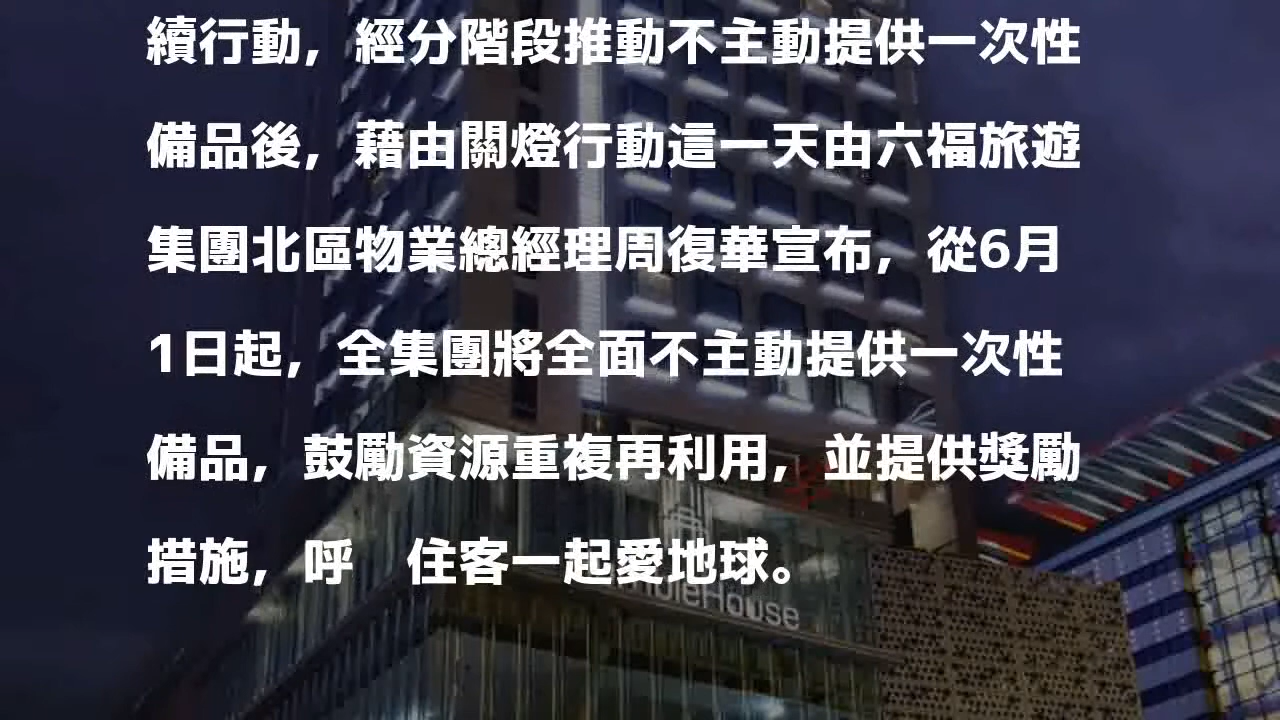 續行動，經分階段推動不主動提供一次性
備品後，藉由關燈行動這一天由六福旅遊
集團北區物業總經理周復華宣布，從6月
1日起，全集團將全面不主動提供一次性
備品，鼓勵資源重複再利用，並提供獎勵
措施，呼　住客一起愛地球。
House